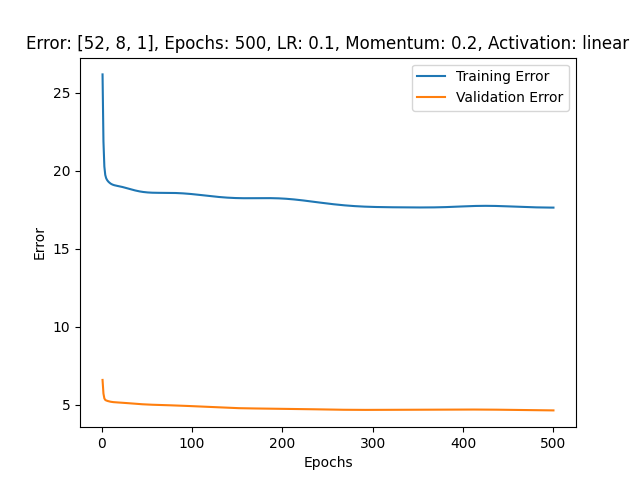 Error: [52, 8, 1], Epochs: 500, LR: 0.1, Momentum: 0.2, Activation: linear
Training Error
Validation Error
25
20
15
10
5
Error
0
100
200
300
400
500
Epochs